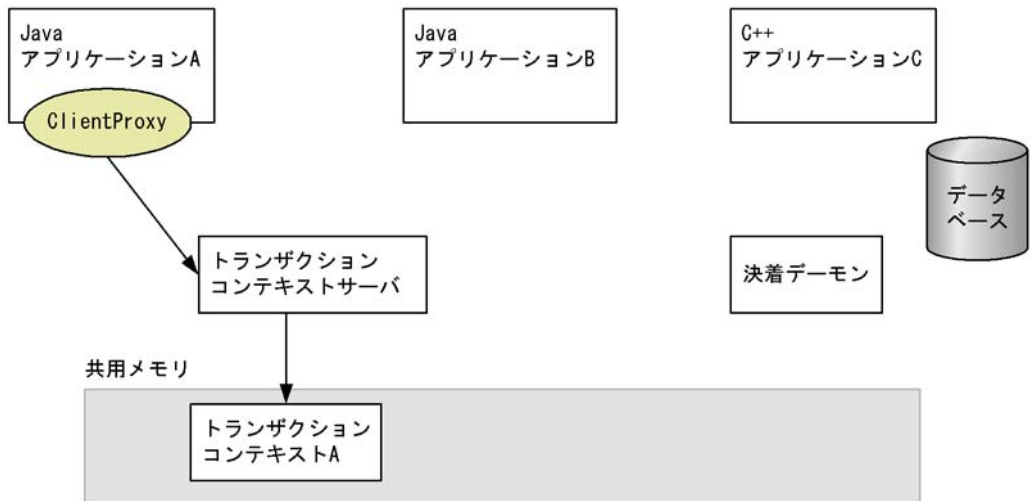 Java
アプリケーションA
Java
アプリケーションB
C++
アプリケーションC
ClientProxy
データ
ベース
トランザクション
コンテキストサーバ
決着デーモン
共用メモリ
トランザクション
コンテキストA